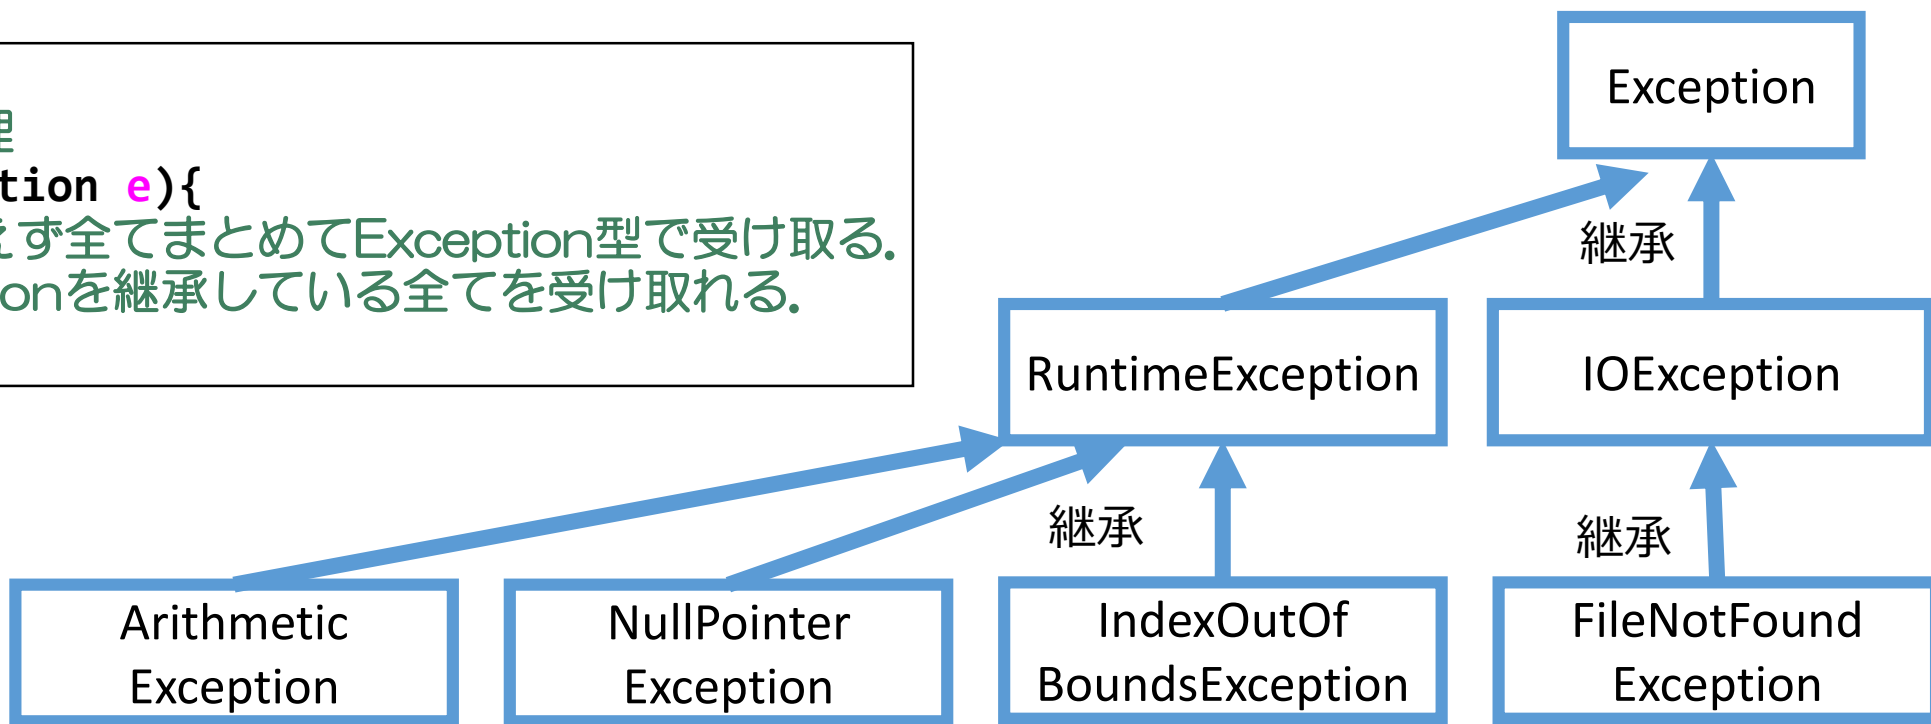 理
tion e){
えず全てまとめてException型で受け取る.
onを継承している全てを受け取れる.
Exception
継承
RuntimeException
IOException
継承
継承
Arithmetic
Exception
NullPointer
Exception
IndexOutOf
BoundsException
FileNotFound
Exception